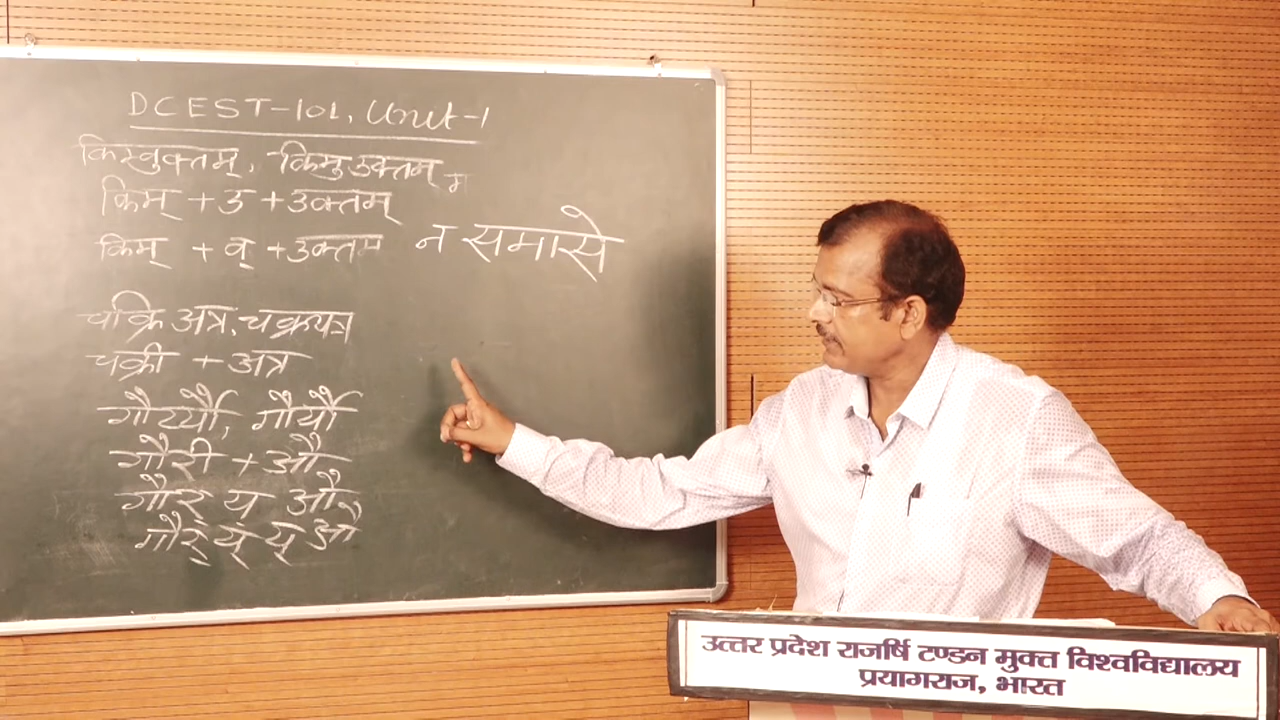 DCEST-101, Unit-1
किम्वुक्तम्, किमु उक्तम्
किम् + उ + उक्तम्
किम् + व् + उक्तम न समासे
चक्रि अत्र, चक्रयत्र
चक्री + अत्र
गौर्य्यौ, गौर्यौ
गौरी + औ
गौर् य् औ
गौर् य् य् औ
उत्तर प्रदेश राजर्षि टण्डन मुक्त विश्वविद्यालय
प्रयागराज, भारत